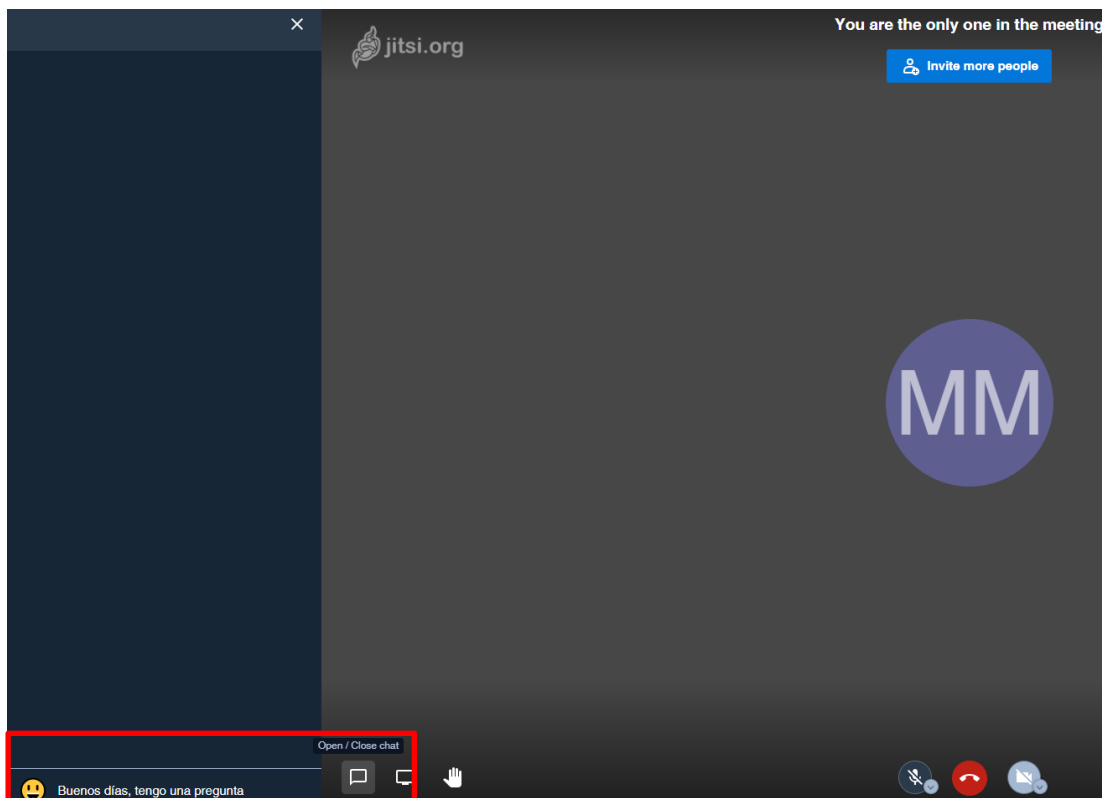 jitsi.org
You are the only one in the meeting
Invite more people
MM
Open / Close chat
Buenos días, tengo una pregunta